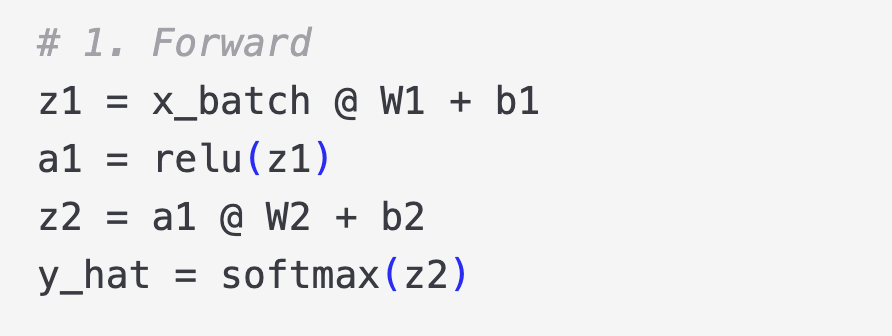 # 1. Forward
z1 = x_batch @ W1 + b1
a1 = relu(z1)
z2 = a1 @ W2 + b2
y_hat = softmax(z2)